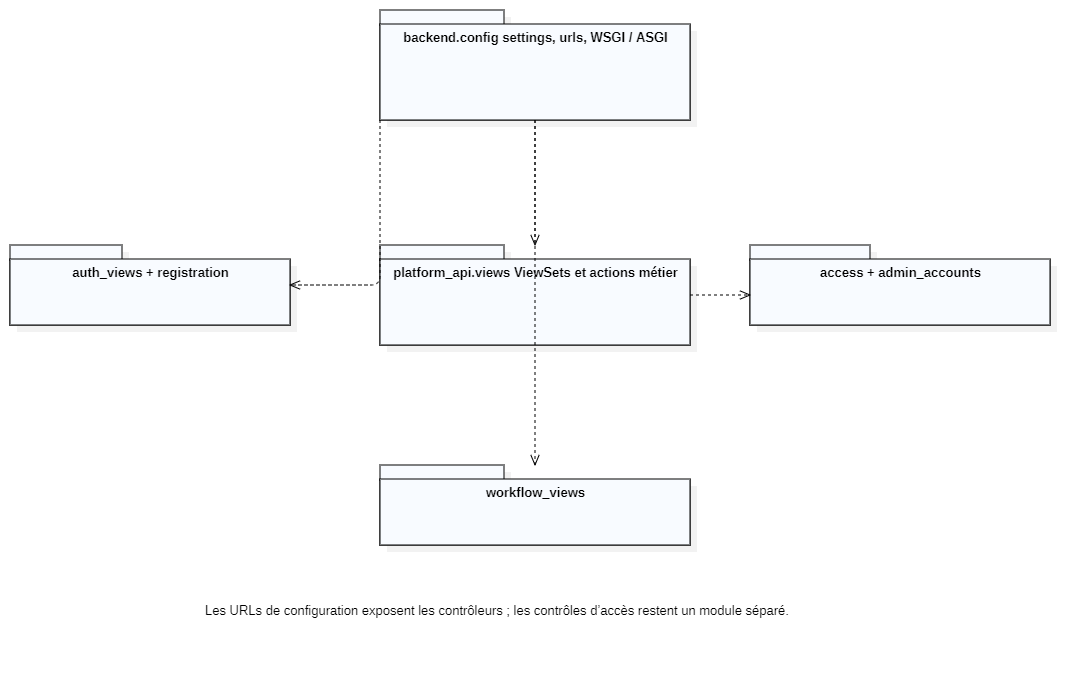 backend.config settings, urls, WSGI / ASGI
auth_views + registration
platform_api.views ViewSets et actions métier
access + admin_accounts
workflow_views
Les URLs de configuration exposent les contrôleurs ; les contrôles d’accès restent un module séparé.